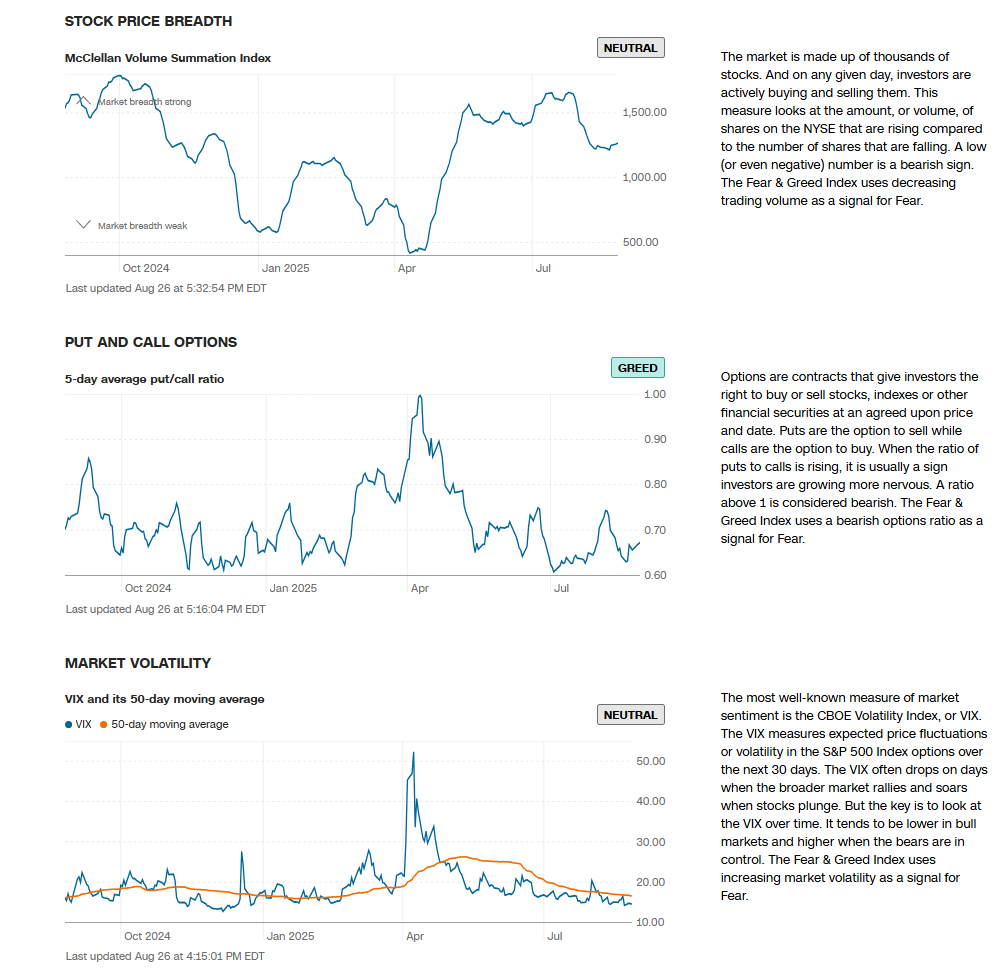 STOCK PRICE BREADTH
McClellan Volume Summation Index
NEUTRAL
Market breadth strong
Market breadth weak
1,500.00
1,000.00
500.00
Oct 2024
Jan 2025
Apr
Jul
Last updated Aug 26 at 5:32:54 PM EDT
The market is made up of thousands of
stocks. And on any given day, investors are
actively buying and selling them. This
measure looks at the amount, or volume, of
shares on the NYSE that are rising compared
to the number of shares that are falling. A low
(or even negative) number is a bearish sign.
The Fear & Greed Index uses decreasing
trading volume as a signal for Fear.
PUT AND CALL OPTIONS
5-day average put/call ratio
GREED
1.00
0.90
0.80
0.70
0.60
Oct 2024
Jan 2025
Apr
Jul
Last updated Aug 26 at 5:16:04 PM EDT
Options are contracts that give investors the
right to buy or sell stocks, indexes or other
financial securities at an agreed upon price
and date. Puts are the option to sell while
calls are the option to buy. When the ratio of
puts to calls is rising, it is usually a sign
investors are growing more nervous. A ratio
above 1 is considered bearish. The Fear &
Greed Index uses a bearish options ratio as a
signal for Fear.
MARKET VOLATILITY
VIX and its 50-day moving average
VIX
50-day moving average
NEUTRAL
50.00
40.00
30.00
20.00
10.00
Oct 2024
Jan 2025
Apr
Jul
Last updated Aug 26 at 4:15:01 PM EDT
The most well-known measure of market
sentiment is the CBOE Volatility Index, or VIX.
The VIX measures expected price fluctuations
or volatility in the S&P 500 Index options over
the next 30 days. The VIX often drops on days
when the broader market rallies and soars
when stocks plunge. But the key is to look at
the VIX over time. It tends to be lower in bull
markets and higher when the bears are in
control. The Fear & Greed Index uses
increasing market volatility as a signal for
Fear.